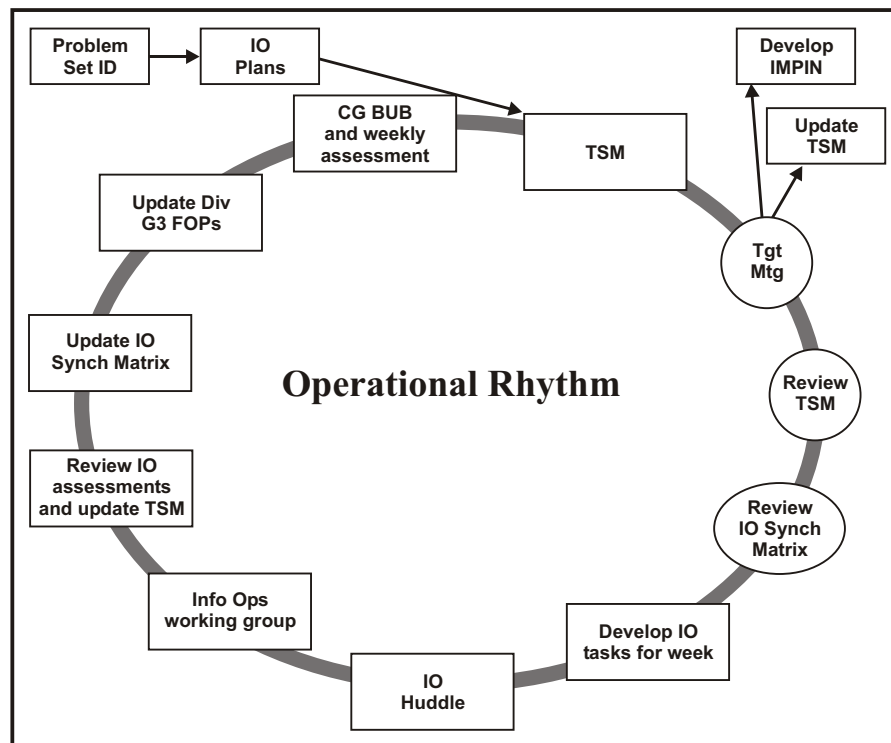 Problem
Set ID
IO
Plans
Develop
IMPIN
Update
TSM
CG BUB
and weekly
assessment
TSM
Update Div
G3 FOPs
Tgt
Mtg
Update IO
Synch Matrix
Operational Rhythm
Review
TSM
Review IO
assessments
and update TSM
Review
IO Synch
Matrix
Info Ops
working group
Develop IO
tasks for week
IO
Huddle